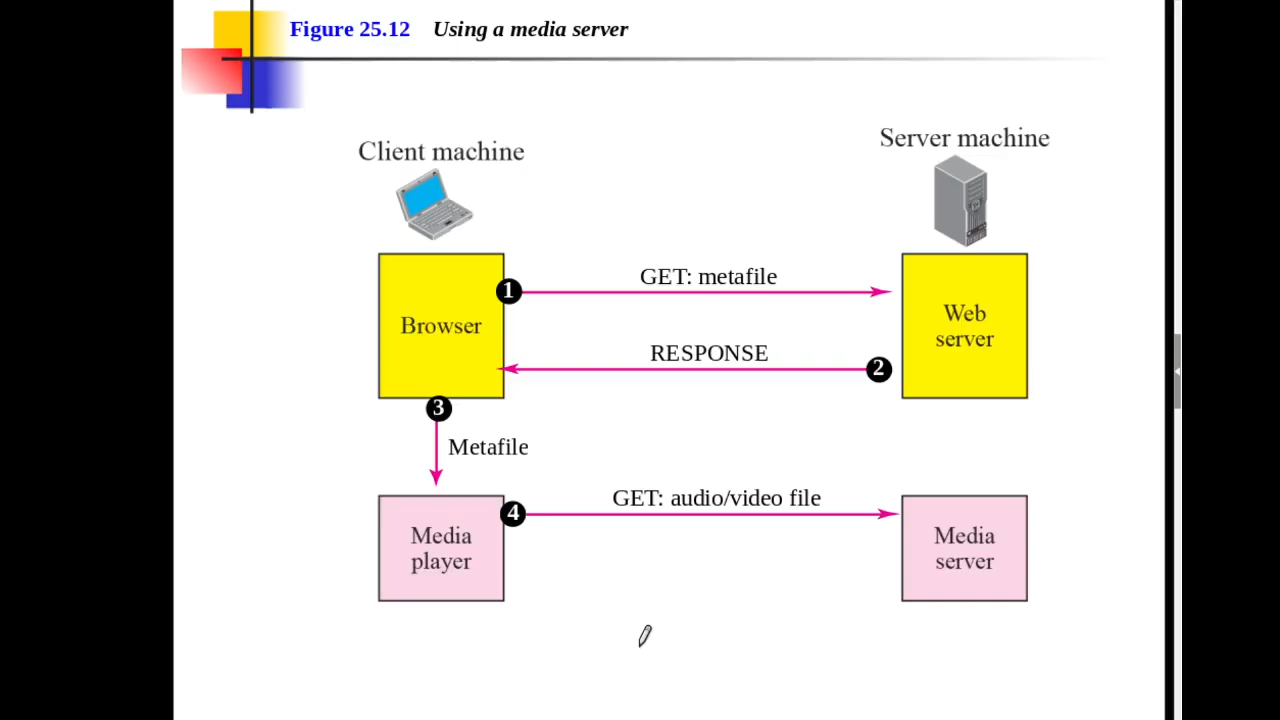 Figure 25.12 Using a media server
Client machine
Server machine
1
GET: metafile
Browser
Web
server
RESPONSE
2
3
Metafile
4
GET: audio/video file
Media
player
Media
server